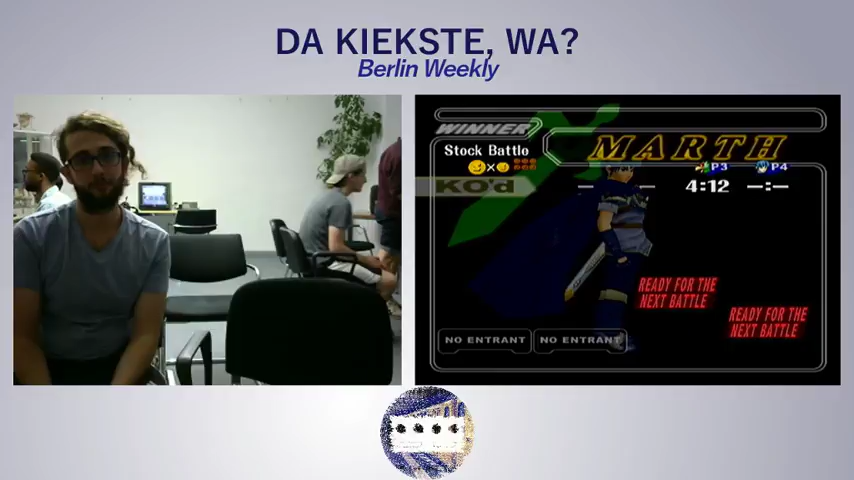 DA KIEKSTE, WA?
Berlin Weekly
WINNER
MARTH
Stock Battle
P3
P4
KO'd
4:12
-:-
READY FOR THE
NEXT BATTLE
READY FOR THE
NEXT BATTLE
NO ENTRANT
NO ENTRANT